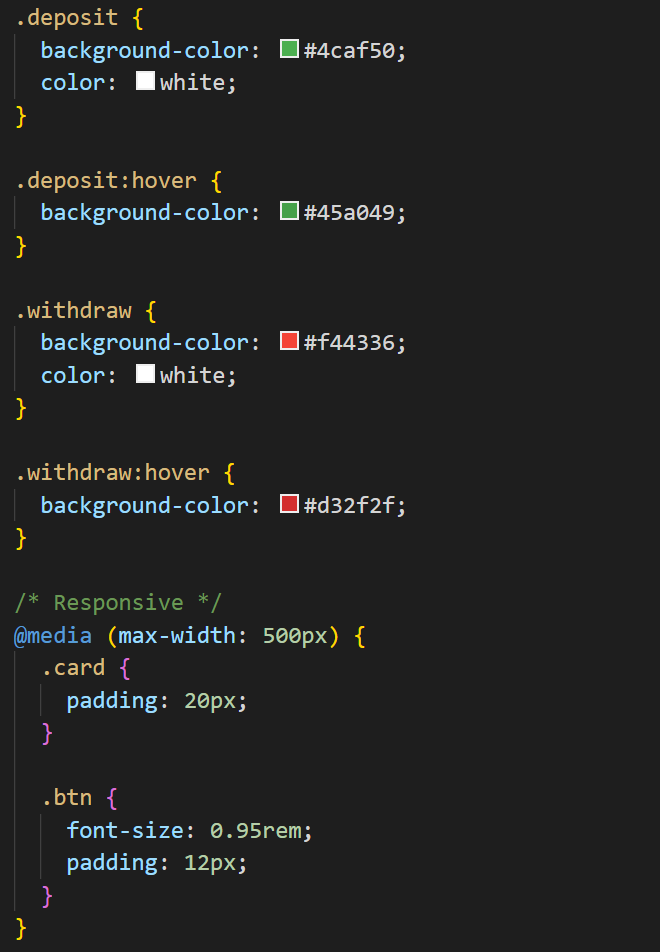 .deposit {
  background-color: #4caf50;
  color: white;
}

.deposit:hover {
  background-color: #45a049;
}

.withdraw {
  background-color: #f44336;
  color: white;
}

.withdraw:hover {
  background-color: #d32f2f;
}

/* Responsive */
@media (max-width: 500px) {
  .card {
    padding: 20px;
  }

  .btn {
    font-size: 0.95rem;
    padding: 12px;
  }
}